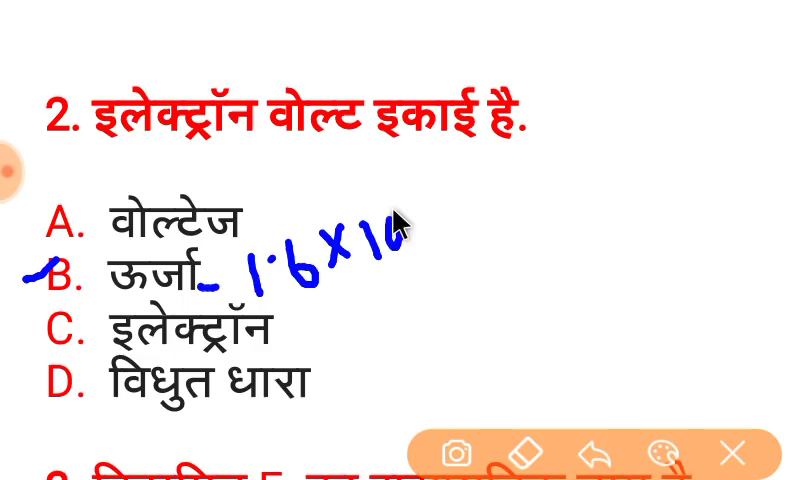 2. इलेक्ट्रॉन वोल्ट इकाई है.
A. वोल्टेज
B. ऊर्जा - 1.6 × 10
C. इलेक्ट्रॉन
D. विधुत धारा